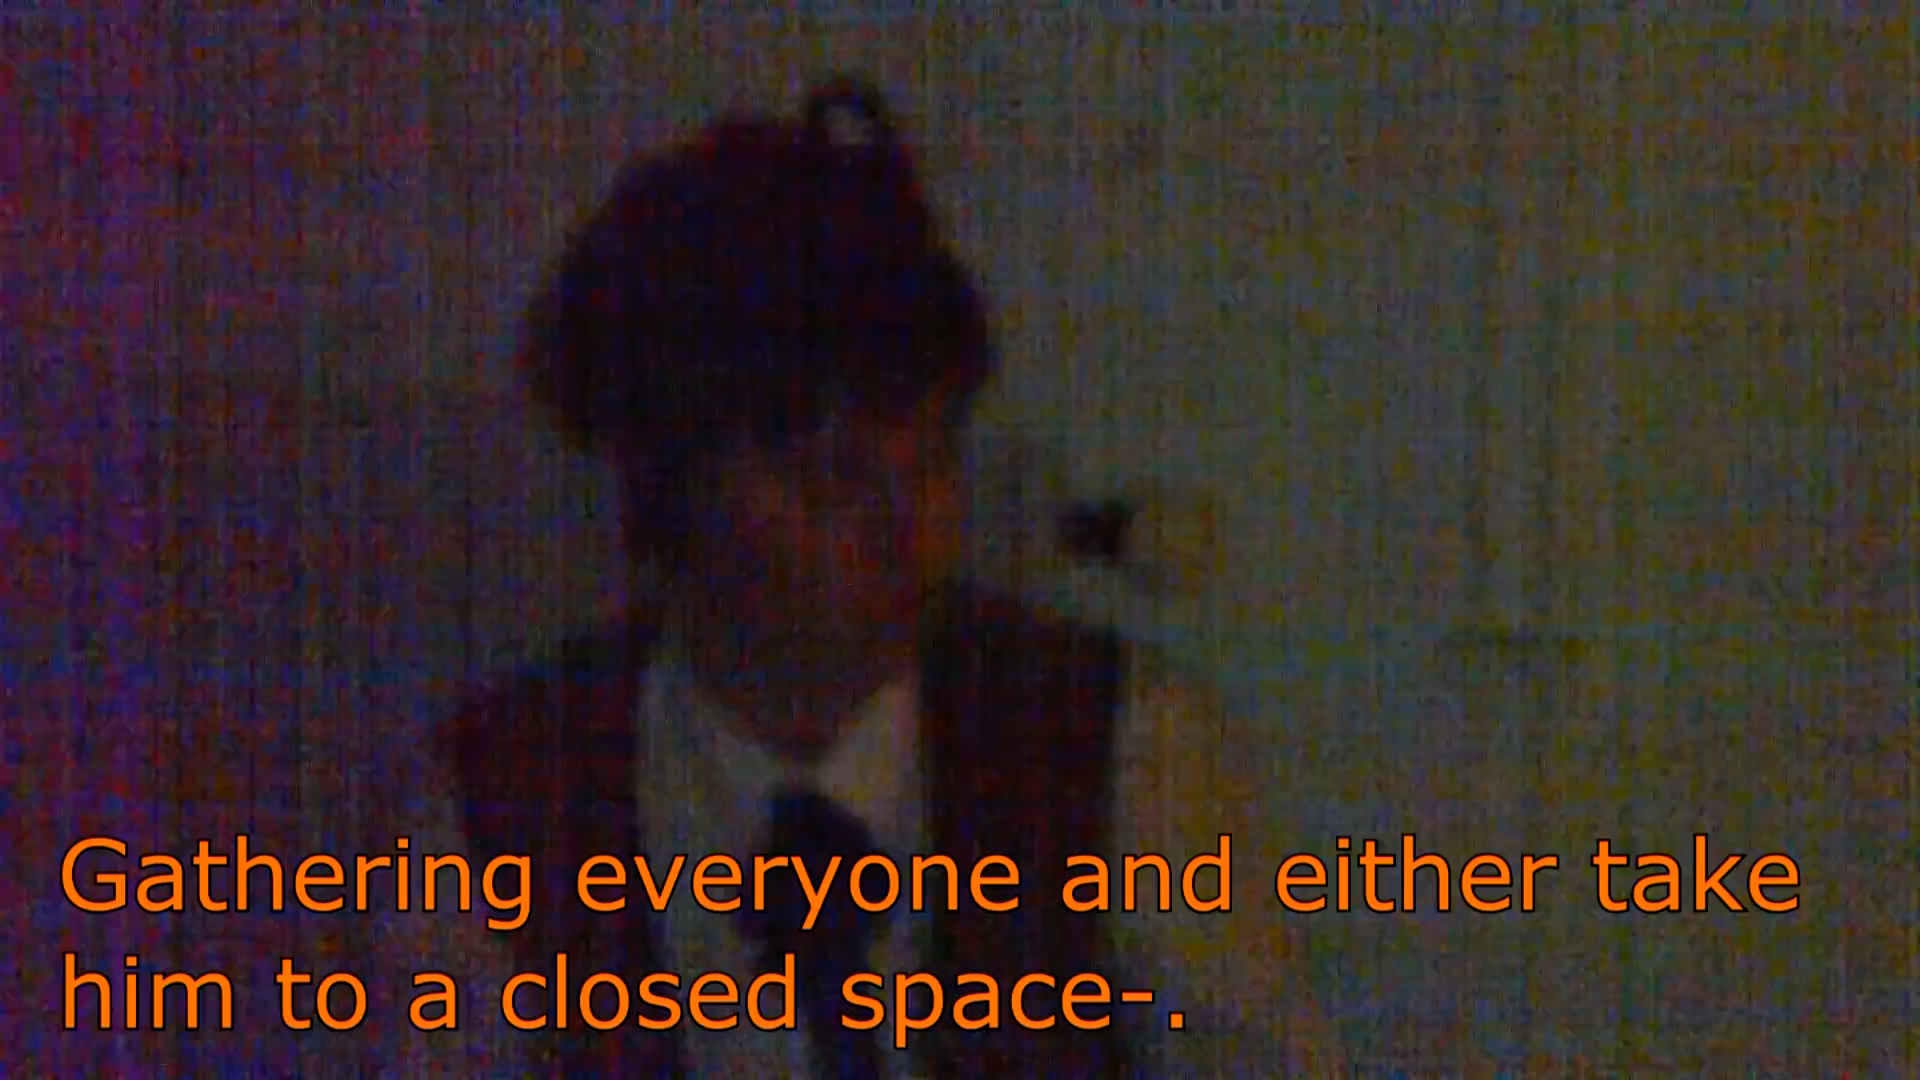 Gathering everyone and either take
him to a closed space-.